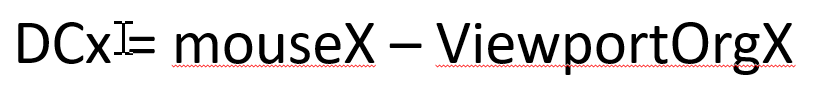 DCx = mouseX – ViewportOrgX